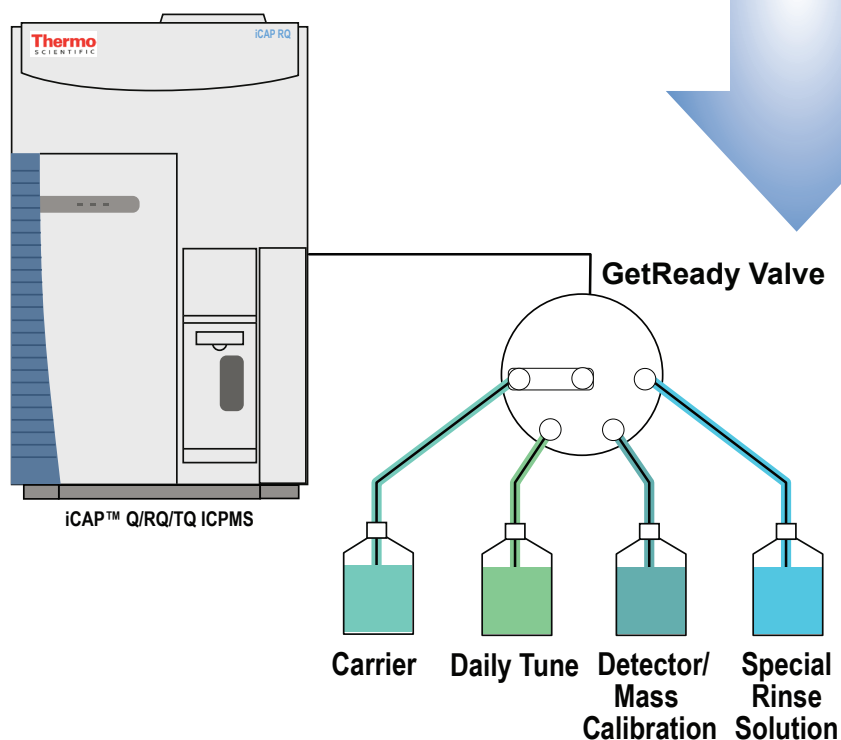 Thermo
SCIENTIFIC
iCAP RQ
GetReady Valve
iCAP™ Q/RQ/TQ ICPMS
Carrier
Daily Tune
Detector/
Mass
Calibration
Special
Rinse
Solution